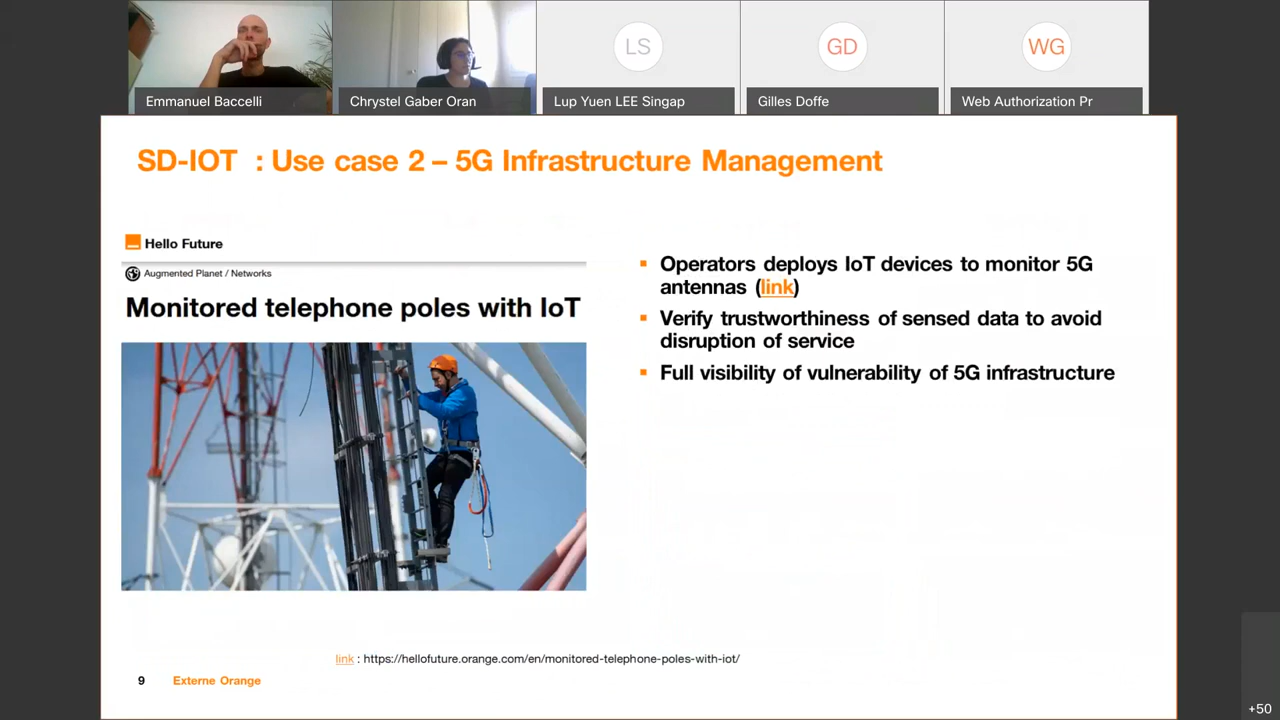 LS
GD
WG
Emmanuel Baccelli
Chrystel Gaber Oran
Lup Yuen LEE Singap
Gilles Doffe
Web Authorization Pr
SD-IOT : Use case 2 – 5G Infrastructure Management
Hello Future
Augmented Planet / Networks
Monitored telephone poles with IoT
▪ Operators deploys IoT devices to monitor 5G
antennas (link)
▪ Verify trustworthiness of sensed data to avoid
disruption of service
▪ Full visibility of vulnerability of 5G infrastructure
link : https://hellofuture.orange.com/en/monitored-telephone-poles-with-iot/
9 Externe Orange
+50